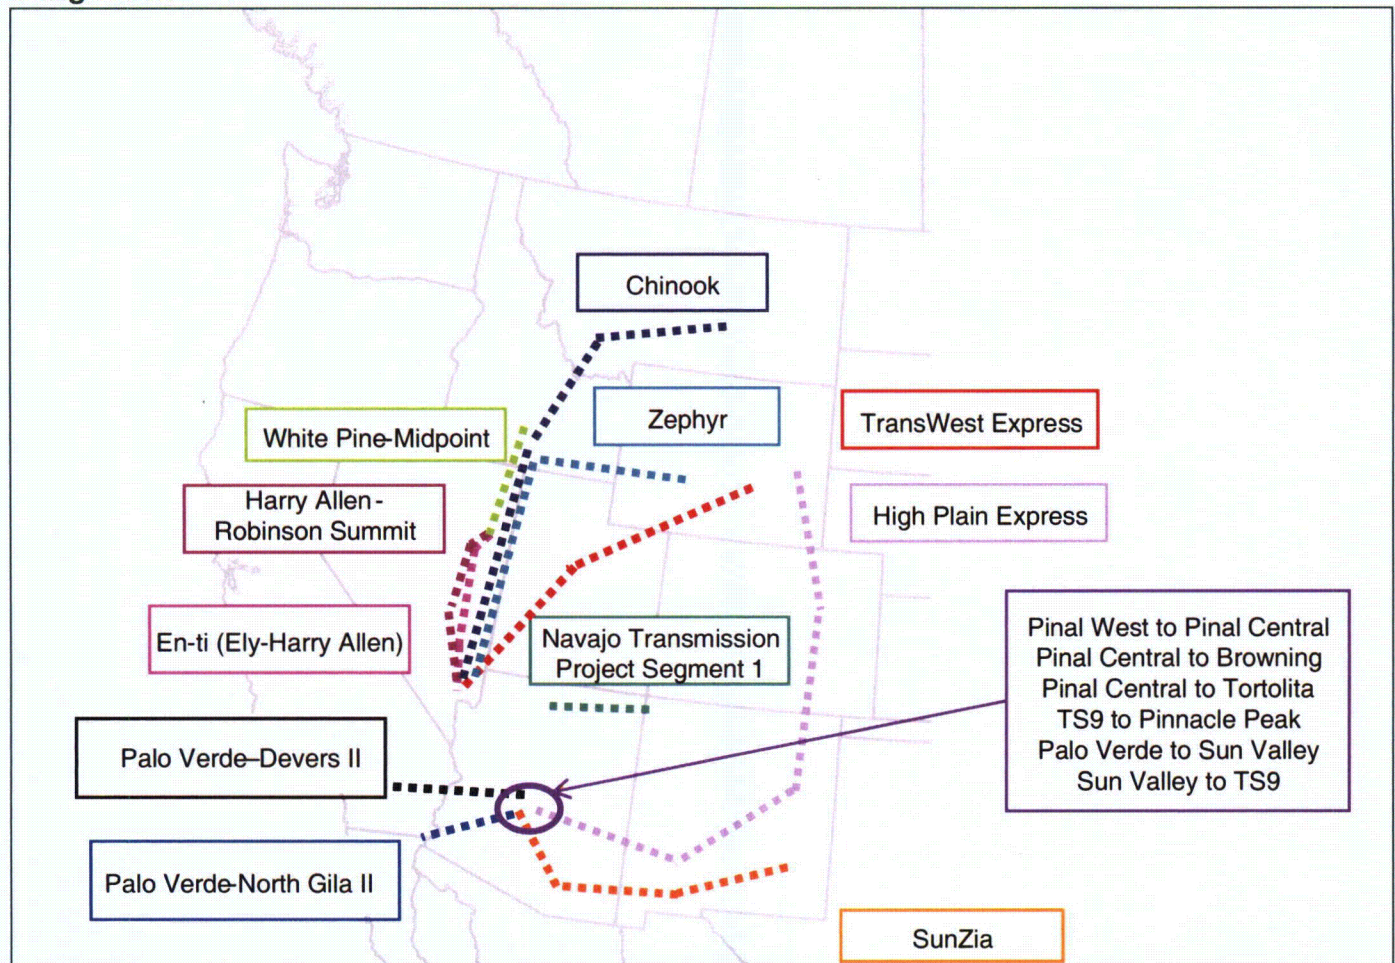 Chinook
Zephyr
TransWest Express
White Pine-Midpoint
High Plain Express
Harry Allen -
Robinson Summit
En-ti (Ely-Harry Allen)
Navajo Transmission
Project Segment 1
Pinal West to Pinal Central
Pinal Central to Browning
Pinal Central to Tortolita
TS9 to Pinnacle Peak
Palo Verde to Sun Valley
Sun Valley to TS9
Palo Verde–Devers II
Palo Verde-North Gila II
SunZia